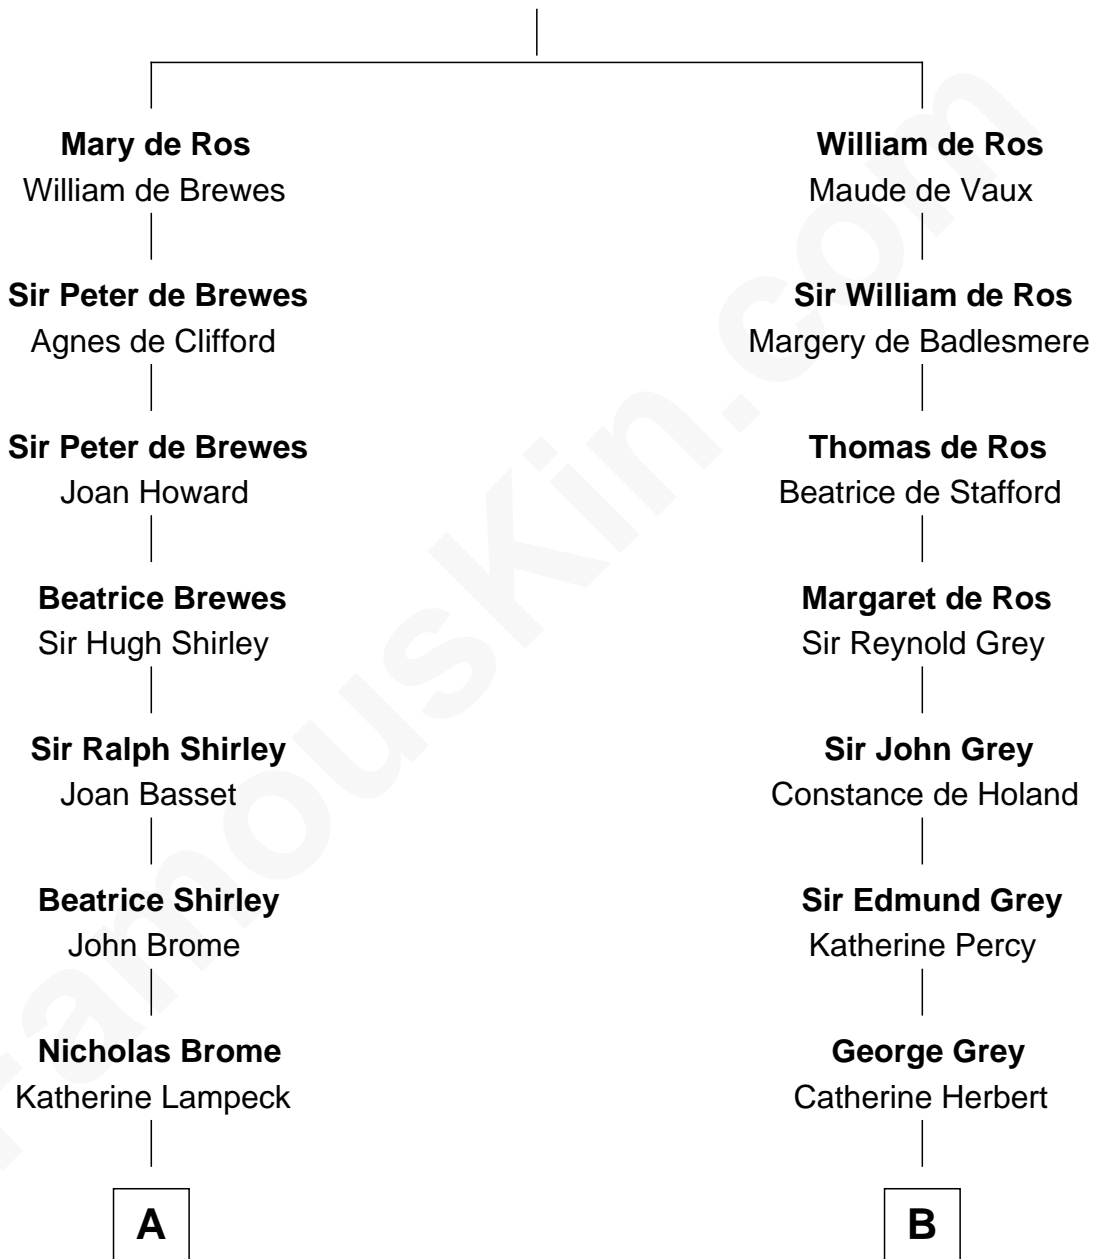 Mary de Ros
William de Brewes
Sir Peter de Brewes
Agnes de Clifford
Sir Peter de Brewes
Joan Howard
Beatrice Brewes
Sir Hugh Shirley
Sir Ralph Shirley
Joan Basset
Beatrice Shirley
John Brome
Nicholas Brome
Katherine Lampeck
A
William de Ros
Maude de Vaux
Sir William de Ros
Margery de Badlesmere
Thomas de Ros
Beatrice de Stafford
Margaret de Ros
Sir Reynold Grey
Sir John Grey
Constance de Holand
Sir Edmund Grey
Katherine Percy
George Grey
Catherine Herbert
B
FamousKin.com